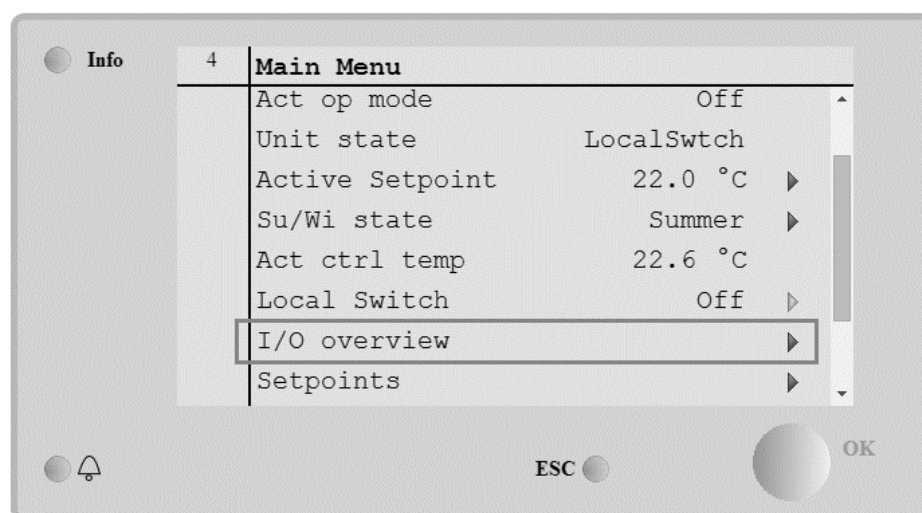 Info
4 Main Menu
Act op mode Off
Unit state LocalSwtch
Active Setpoint 22.0 °C
Su/Wi state Summer
Act ctrl temp 22.6 °C
Local Switch Off
I/O overview
Setpoints
ESC
OK